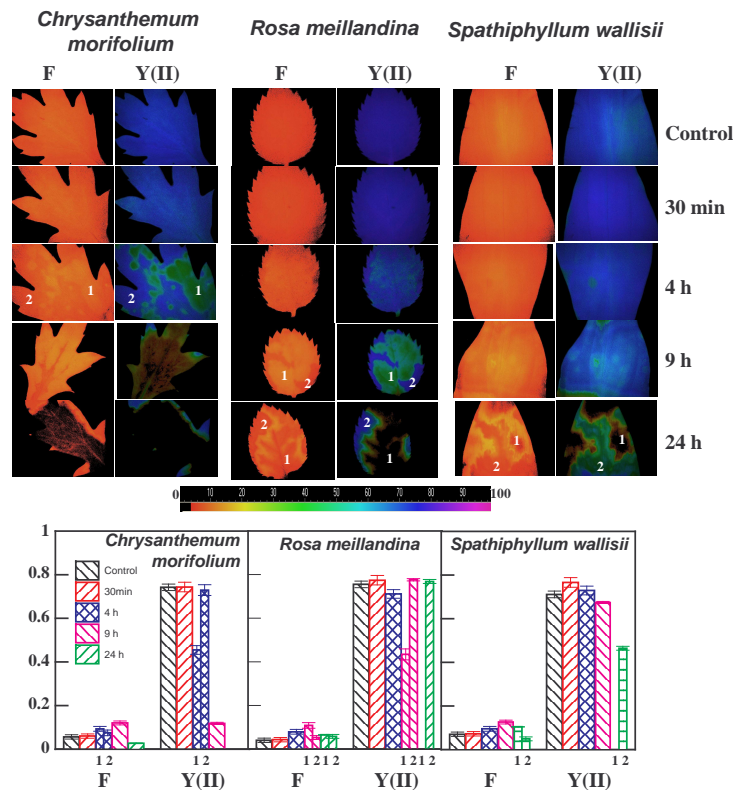 Chrysanthemum morifolium
Rosa meillandina
Spathiphyllum wallisii
F Y(II) F Y(II) F Y(II)
Control
30 min
2 1
4 h
1 2 1 2
9 h
2 1 2 1 1 2 1 2
24 h
0 10 20 30 40 50 60 70 80 90 100
Chrysanthemum morifolium
Rosa meillandina
Spathiphyllum wallisii
Control
30min
4 h
9 h
24 h
0.8
0.6
0.4
0.2
0
1 2 1 2 1 2 1 2 1 2 1 2 1 2 1 2
F Y(II) F Y(II) F Y(II)